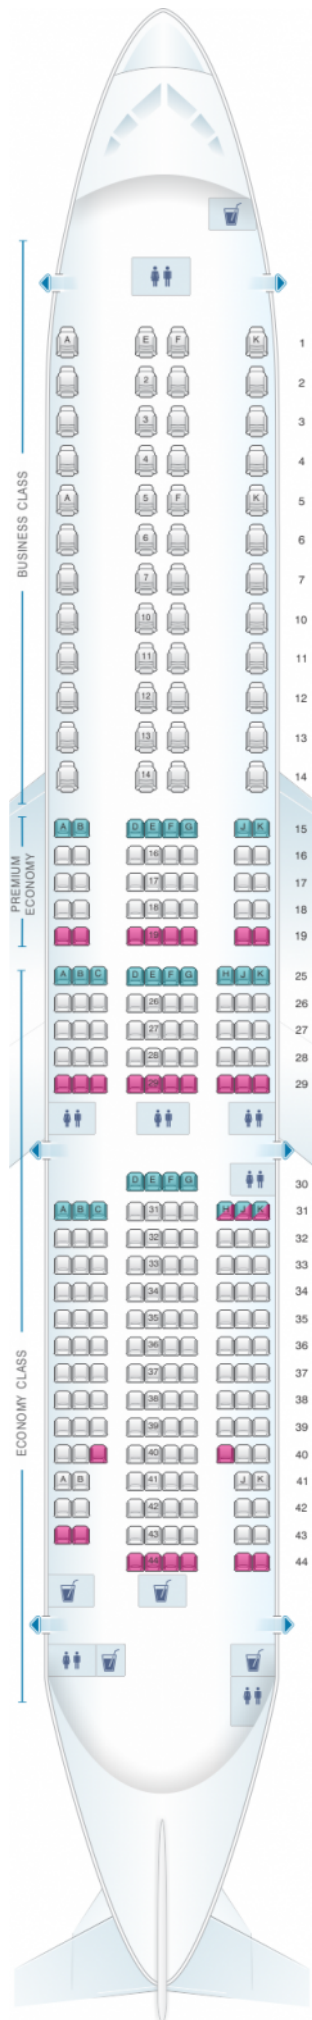 A E F K 1
2 2
3 3
4 4
A 5 F K 5
6 6
7 7
10 10
11 11
12 12
13 13
14 14
BUSINESS CLASS
A B D E F G J K 15
16 16
17 17
18 18
19 19
PREMIUM
ECONOMY
A B C D E F G H J K 25
26 26
27 27
28 28
29 29
D E F G 30
A B C 31 H J K 31
32 32
33 33
34 34
35 35
36 36
37 37
38 38
39 39
40 40
A B 41 J K 41
42 42
43 43
44 44
ECONOMY CLASS